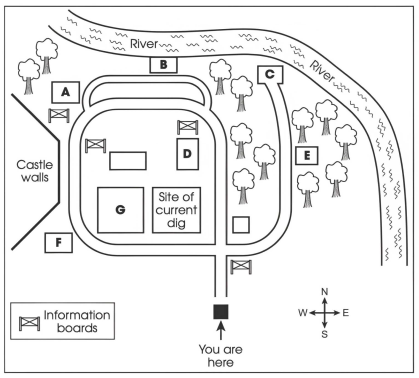 River
B
River
C
A
Castle
walls
D
E
G
Site of
current
dig
F
Information
boards
N
W
E
S
You are
here